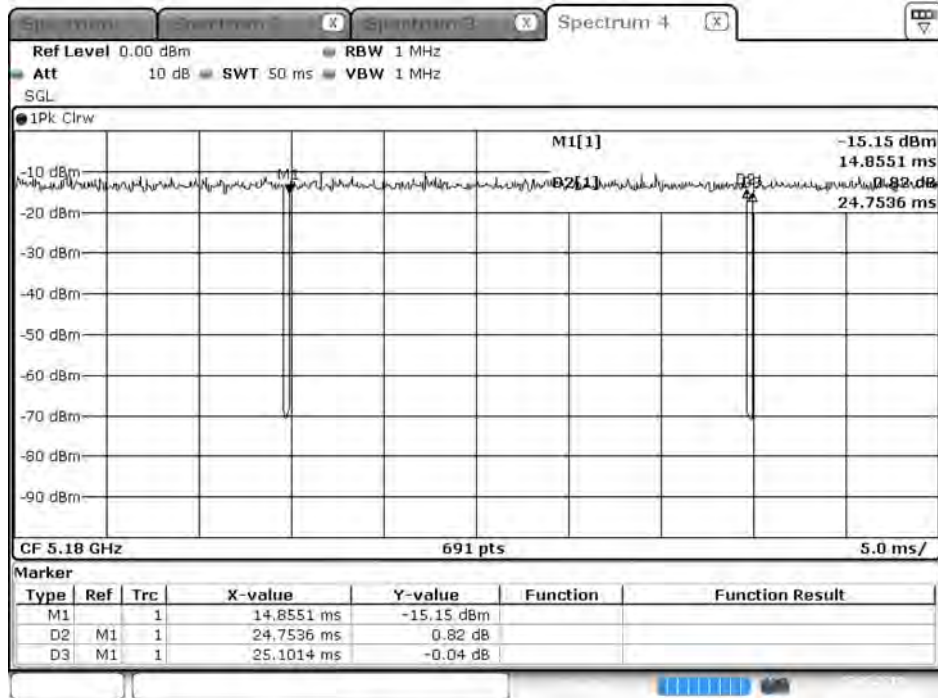 Spectrum Spectrum 2 X Spectrum 3 X Spectrum 4 X
Ref Level 0.00 dBm RBW 1 MHz
Att 10 dB SWT 50 ms VBW 1 MHz
SGL
1Pk Clrw
M1[1] -15.15 dBm
14.8551 ms
-10 dBm M1
D2[1] 0.82 dB
-20 dBm 24.7536 ms
-30 dBm
-40 dBm
-50 dBm
-60 dBm
-70 dBm
-80 dBm
-90 dBm
CF 5.18 GHz 691 pts 5.0 ms/
Marker
Type Ref Trc X-value Y-value Function Function Result
M1 1 14.8551 ms -15.15 dBm
D2 M1 1 24.7536 ms 0.82 dB
D3 M1 1 25.1014 ms -0.04 dB